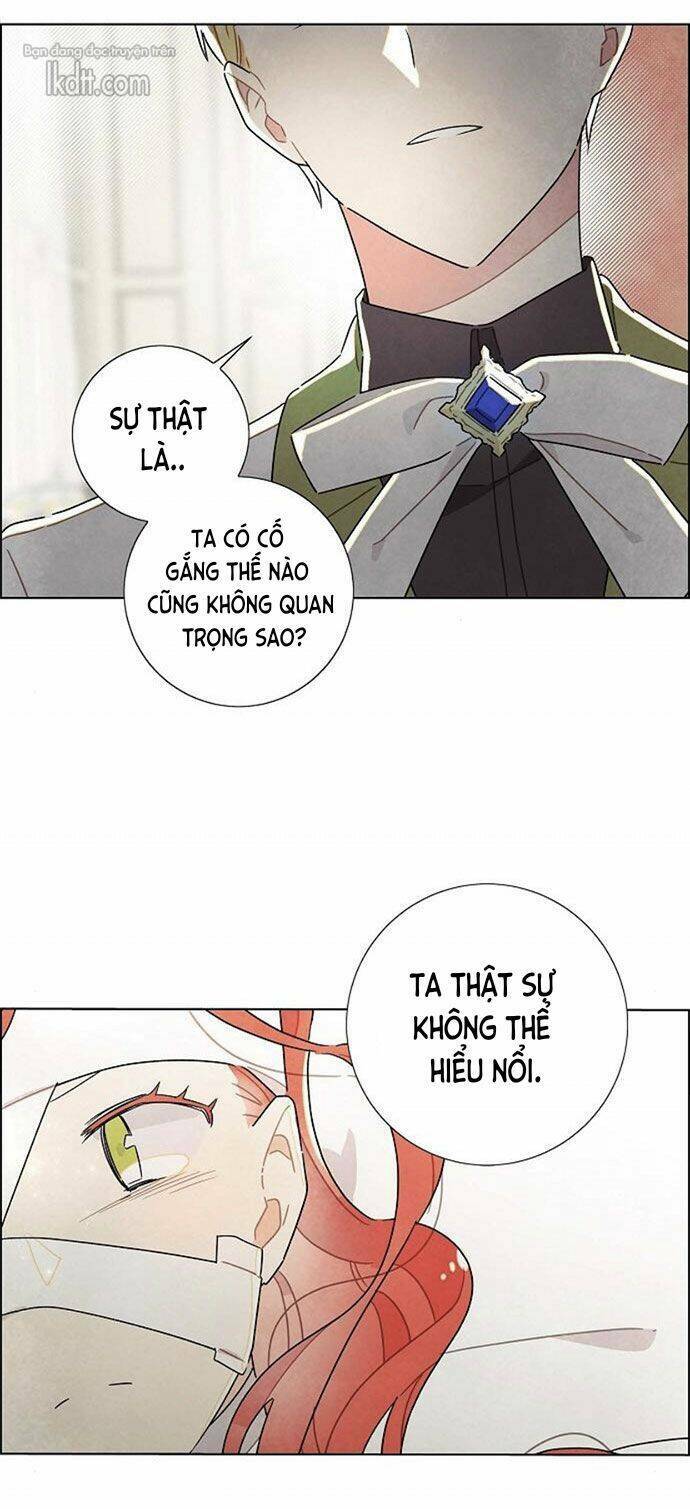 Bạn đang đọc truyện trên
lkdtt.com
SỰ THẬT
LÀ..
TA CÓ CỐ
GẮNG THẾ NÀO
CŨNG KHÔNG QUAN
TRỌNG SAO?
TA THẬT SỰ
KHÔNG THỂ
HIỂU NỔI.